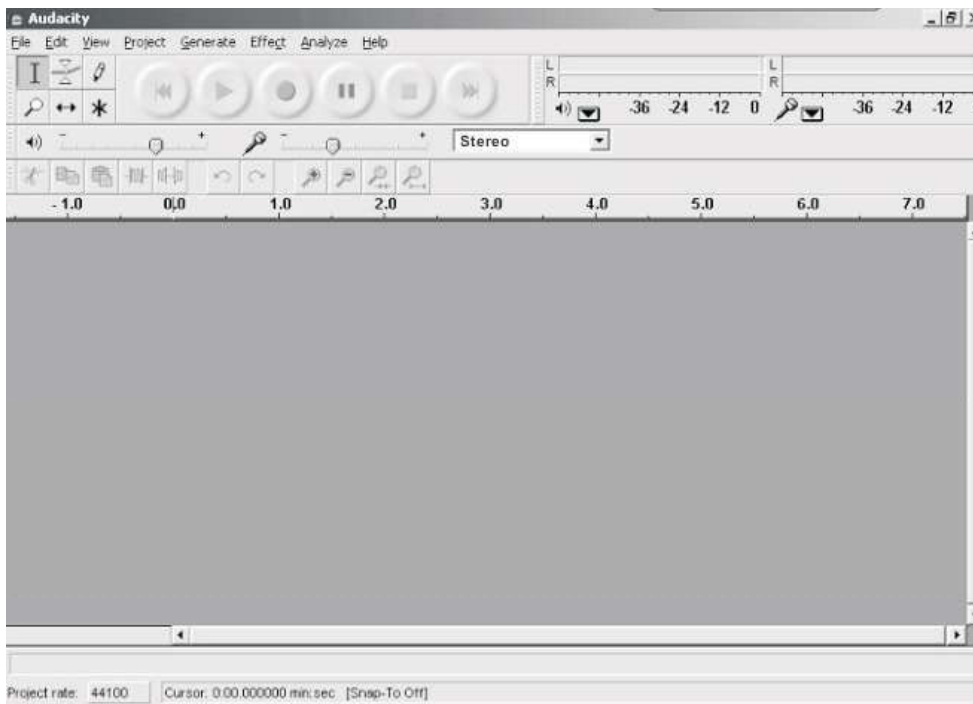 Audacity
File Edit View Project Generate Effect Analyze Help
L
R
-36 -24 -12 0
L
R
-36 -24 -12
- + - + Stereo
- 1.0 0,0 1.0 2.0 3.0 4.0 5.0 6.0 7.0
Project rate: 44100 Cursor: 0:00.000000 min:sec [Snap-To Off]